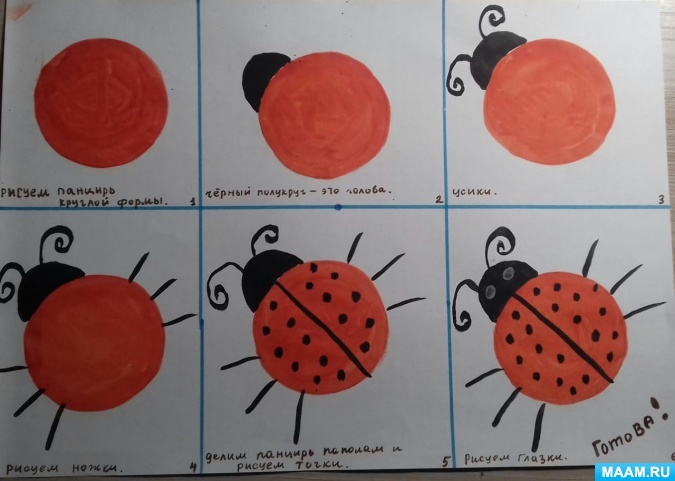 рисуем панцирь
круглой формы. 1
чёрный полукруг – это голова. 2
усики. 3
рисуем ножки. 4
делим панцирь пополам и
рисуем точки. 5
рисуем глазки.
Готова!
6
MAAM.RU